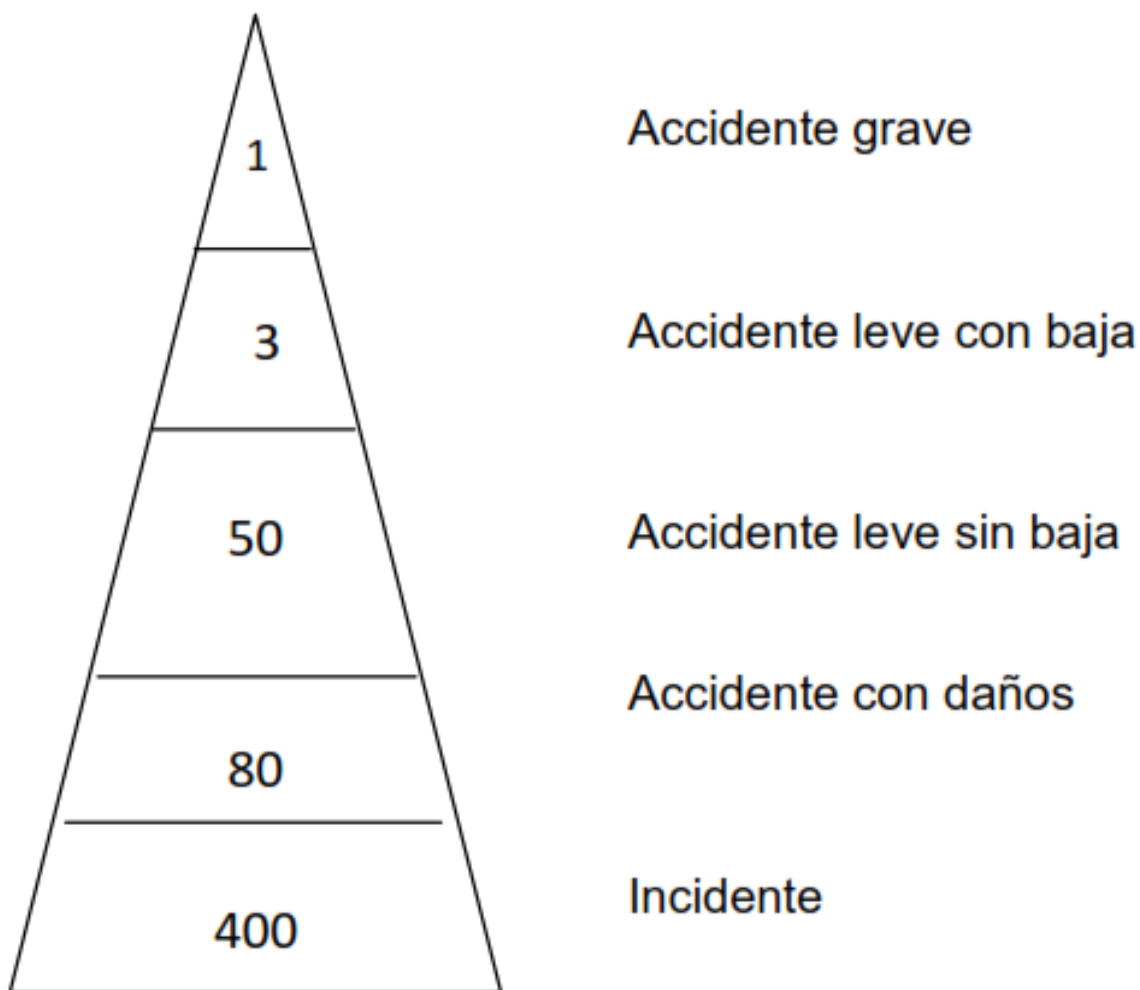 1
Accidente grave
3
Accidente leve con baja
50
Accidente leve sin baja
Accidente con daños
80
Incidente
400